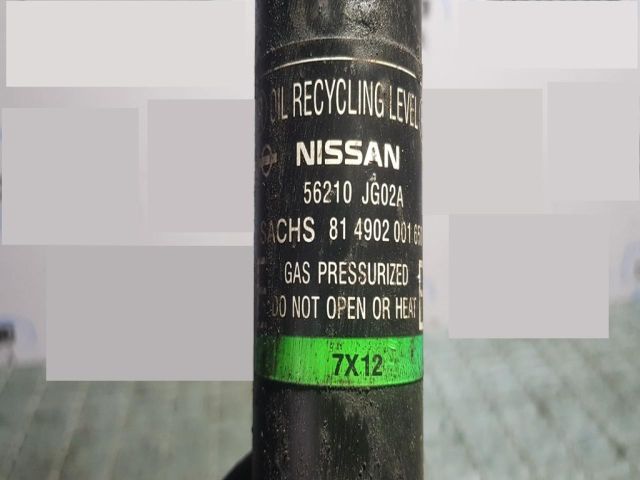 OIL RECYCLING LEVEL
NISSAN
56210 JG02A
SACHS 81 4902 001
GAS PRESSURIZED
DO NOT OPEN OR HEAT
7X12